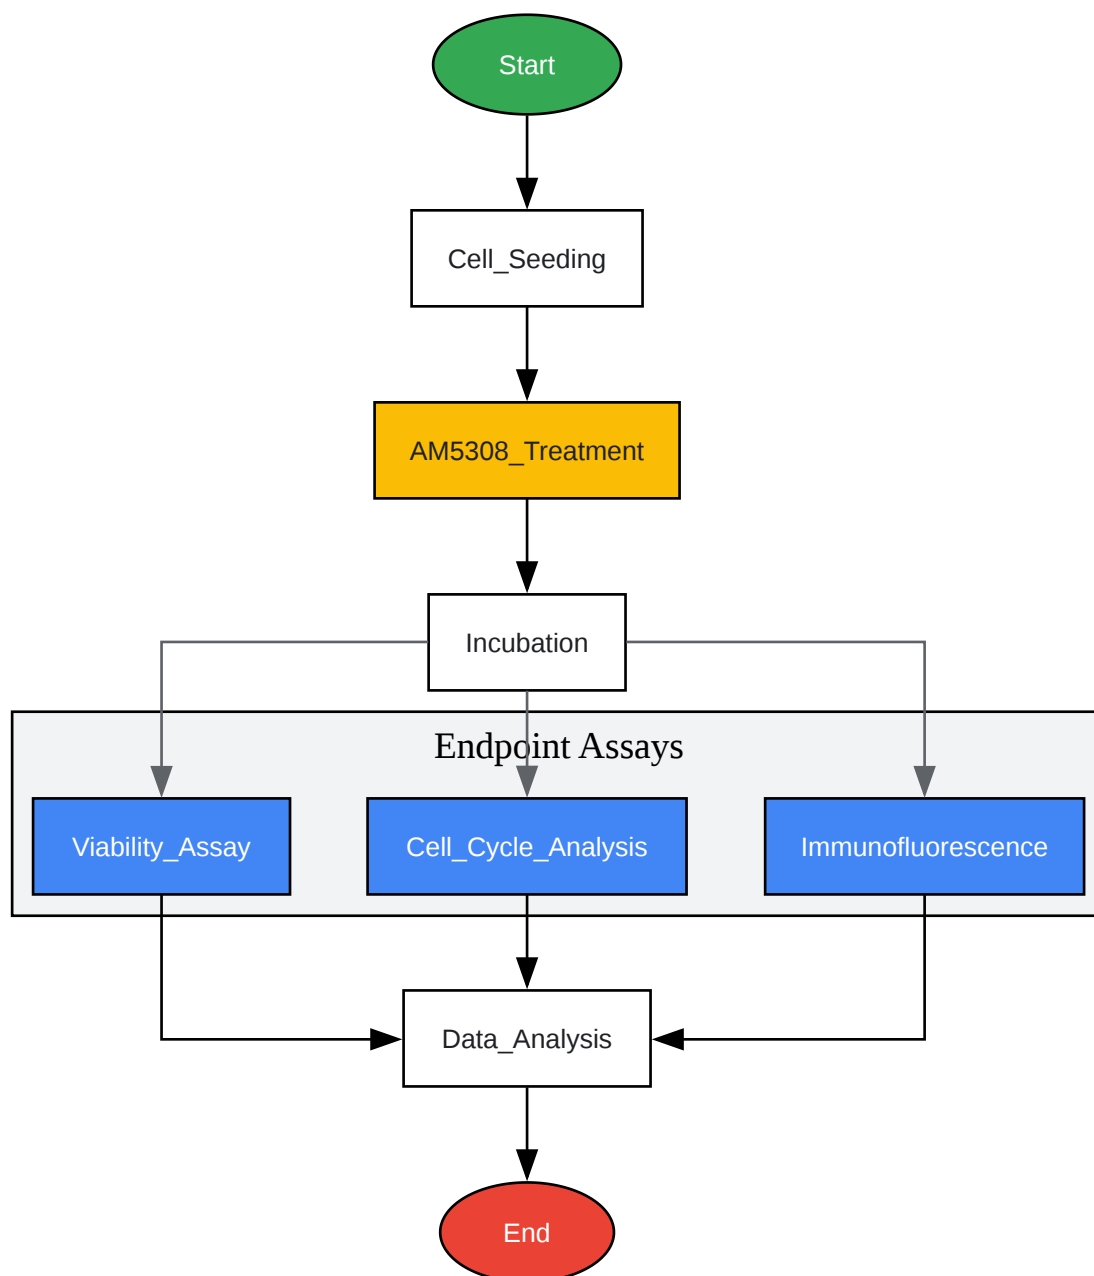 Start
Cell_Seeding
AM5308_Treatment
Incubation
Endpoint Assays
Viability_Assay
Cell_Cycle_Analysis
Immunofluorescence
Data_Analysis
End